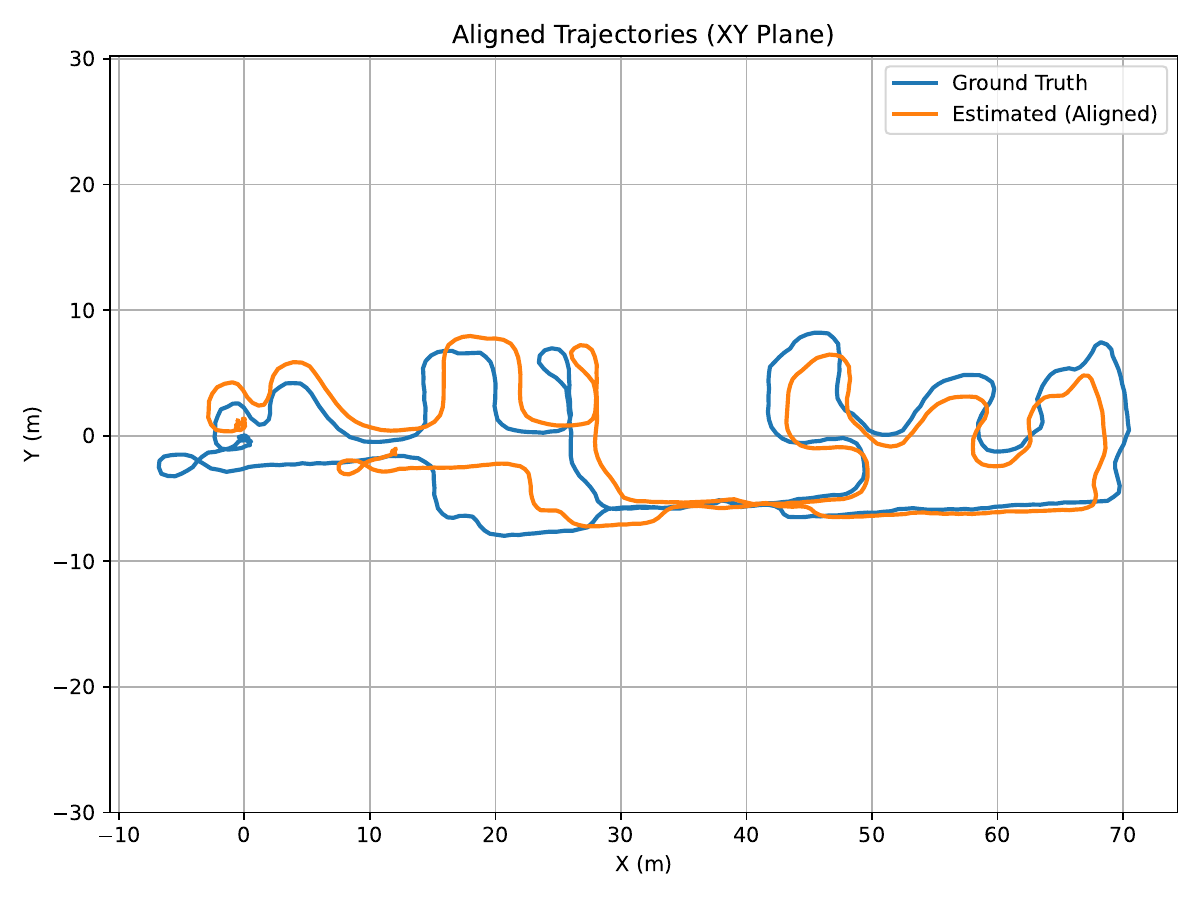 Aligned Trajectories (XY Plane)
Ground Truth
Estimated (Aligned)
30
20
10
0
−10
−20
−30
Y (m)
−10 0 10 20 30 40 50 60 70
X (m)